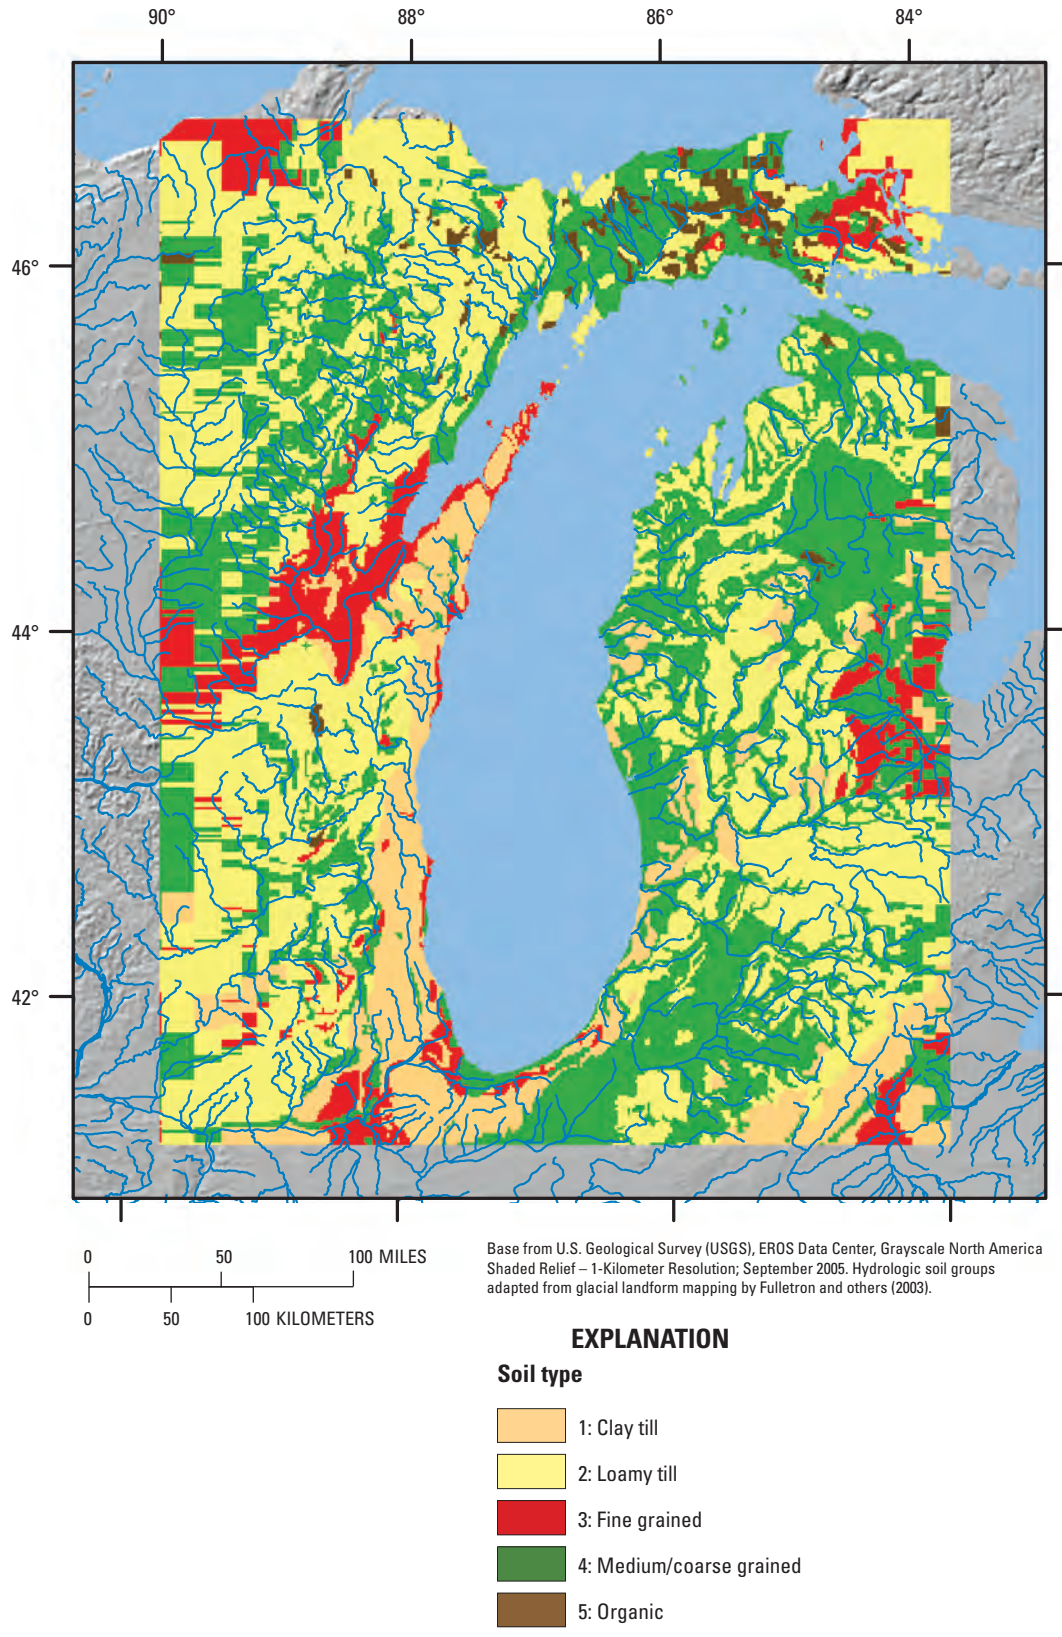 90° 88° 86° 84°
46°
44°
42°
0 50 100 MILES
0 50 100 KILOMETERS
Base from U.S. Geological Survey (USGS), EROS Data Center, Grayscale North America
Shaded Relief – 1-Kilometer Resolution; September 2005. Hydrologic soil groups
adapted from glacial landform mapping by Fulletron and others (2003).
EXPLANATION
Soil type
1: Clay till
2: Loamy till
3: Fine grained
4: Medium/coarse grained
5: Organic